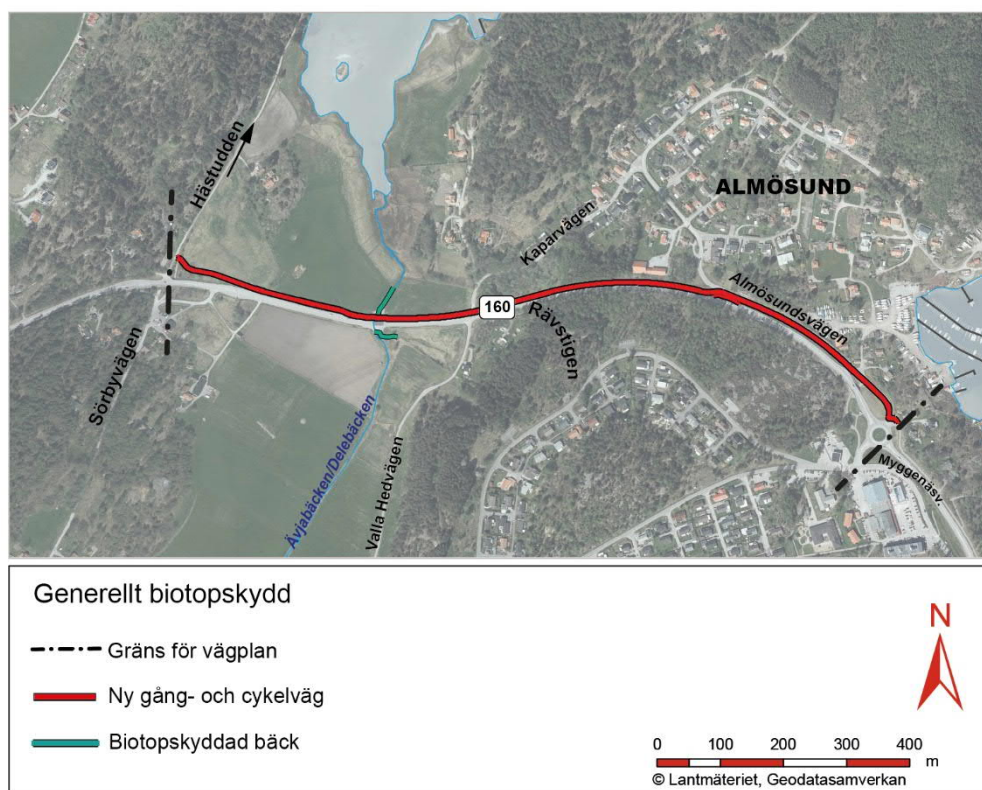 Hästudden
ALMÖSUND
Kaparvägen
Almösundsvägen
160
Rävstigen
Sörbyvägen
Ävjabäcken/Delebäcken
Valla Hedvägen
Myggenäsv.
Generellt biotopskydd
Gräns för vägplan
Ny gång- och cykelväg
Biotopskyddad bäck
N
0 100 200 300 400
m
© Lantmäteriet, Geodatasamverkan